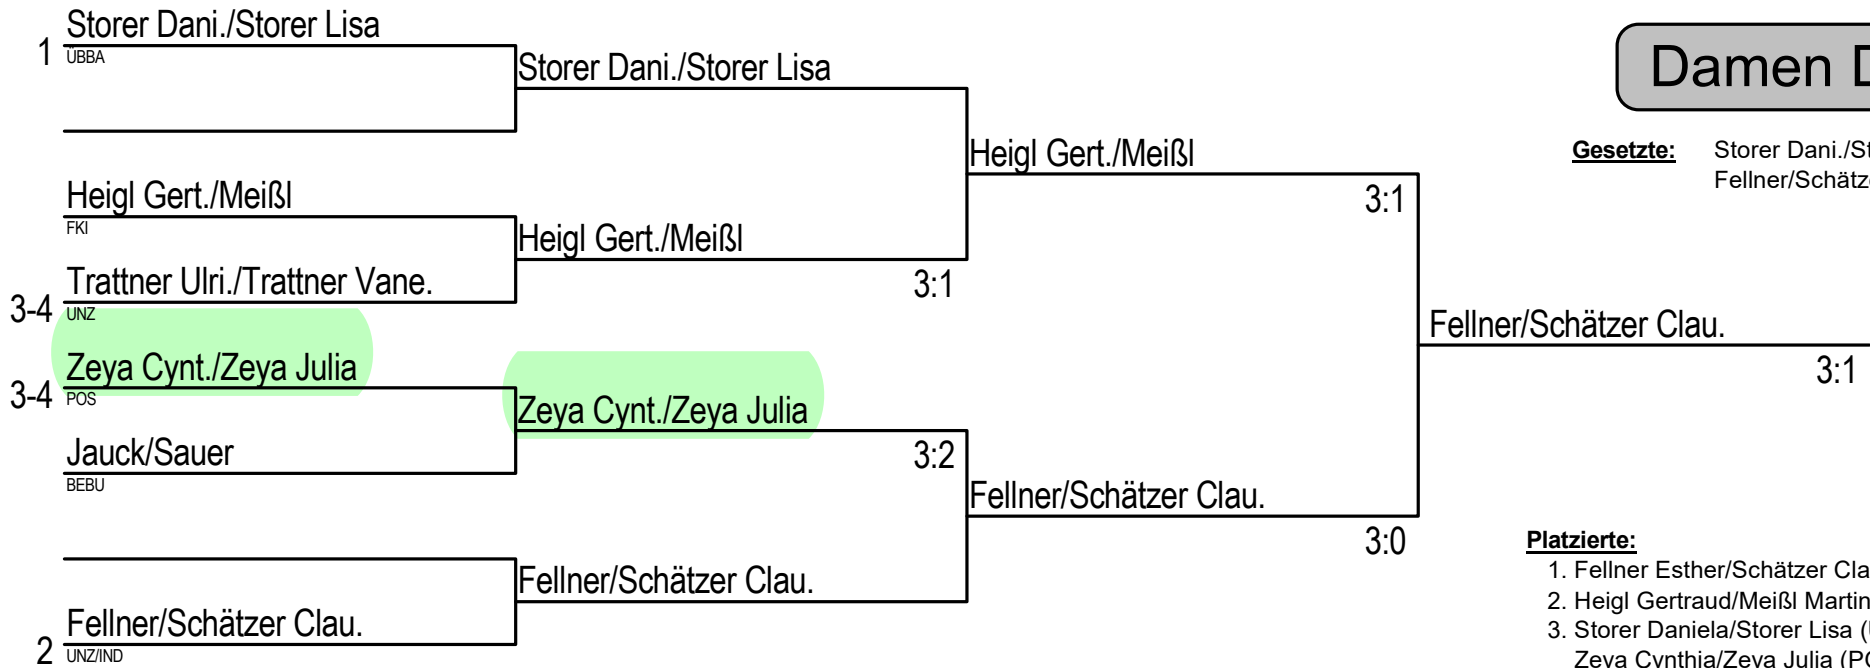 Storer Dani./Storer Lisa
1
ÜBBA
Storer Dani./Storer Lisa
Heigl Gert./Meißl
FKI
Trattner Ulri./Trattner Vane.
3-4
UNZ
Heigl Gert./Meißl
3:1
Heigl Gert./Meißl
3:1
Zeya Cynt./Zeya Julia
3-4
POS
Jauck/Sauer
BEBU
Zeya Cynt./Zeya Julia
3:2
Fellner/Schätzer Clau.
2
UNZ/IND
Fellner/Schätzer Clau.
Fellner/Schätzer Clau.
3:0
Fellner/Schätzer Clau.
3:1
Damen
Gesetzte: Storer Dani./
Fellner/
Platzierte:
1. Fellner Esther/Schätzer
2. Heigl Gertraud/Meißl
3. Storer Daniela/Storer Lisa
Zeya Cynthia/Zeya Julia